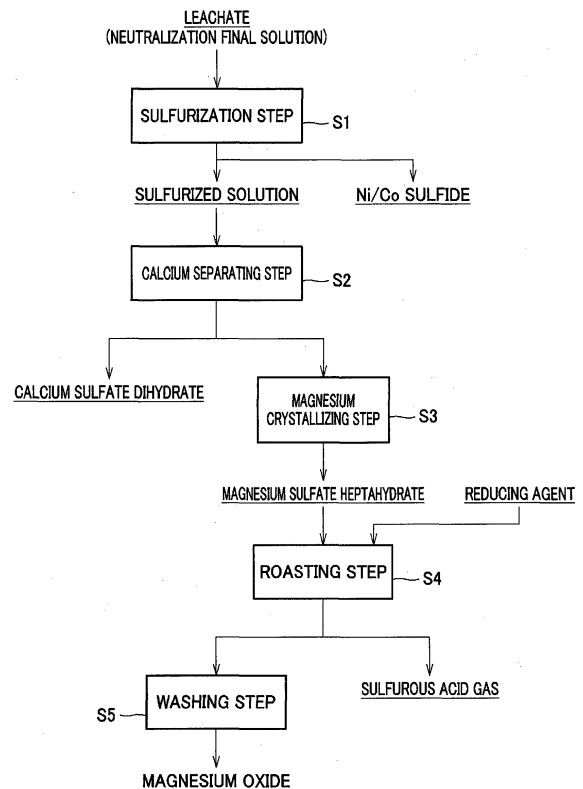 LEACHATE
(NEUTRALIZATION FINAL SOLUTION)
SULFURIZATION STEP
S1
SULFURIZED SOLUTION
Ni/Co SULFIDE
CALCIUM SEPARATING STEP
S2
CALCIUM SULFATE DIHYDRATE
MAGNESIUM
CRYSTALLIZING STEP
S3
MAGNESIUM SULFATE HEPTAHYDRATE
REDUCING AGENT
ROASTING STEP
S4
WASHING STEP
S5
SULFUROUS ACID GAS
MAGNESIUM OXIDE